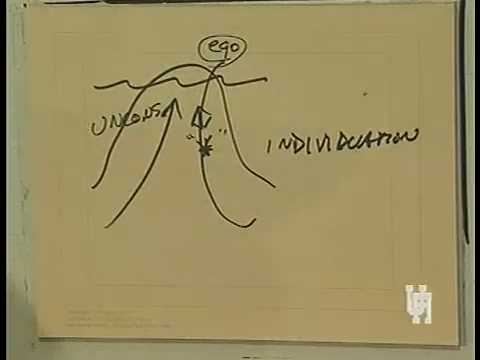 ego
UNCONS
" "
INDIVIDUATION